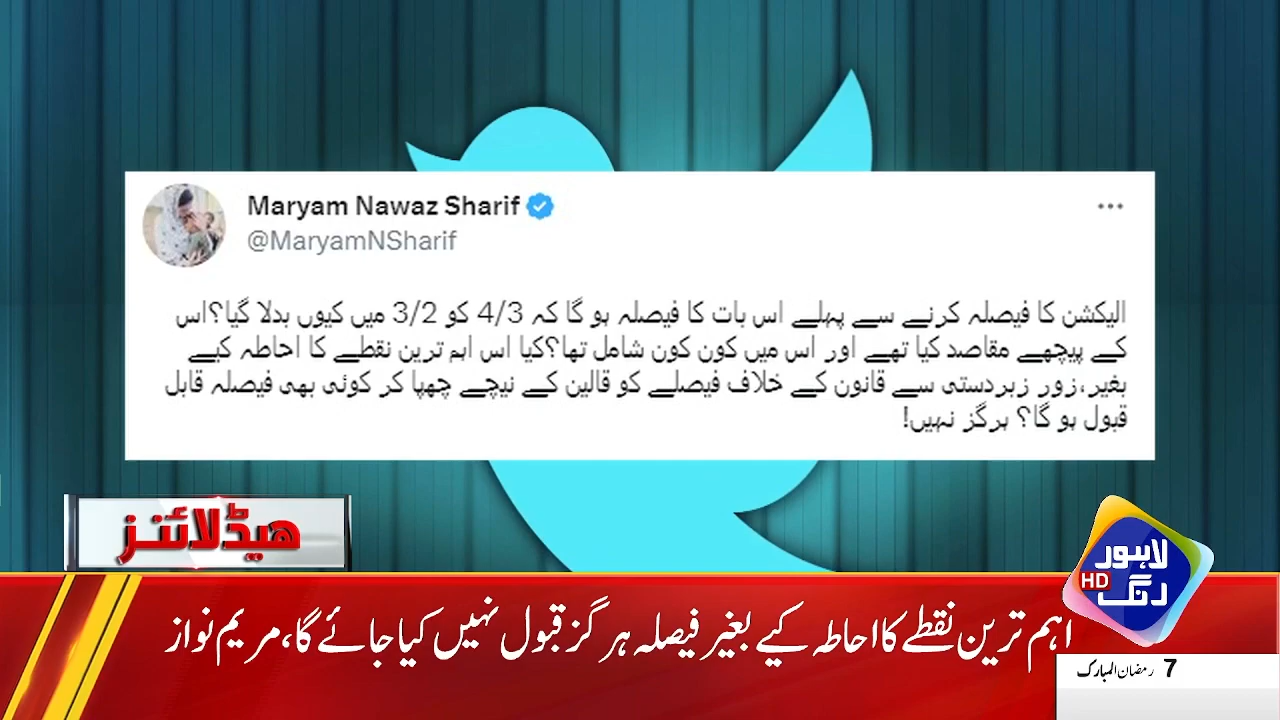 Maryam Nawaz Sharif
@MaryamNSharif
الیکشن کا فیصلہ کرنے سے پہلے اس بات کا فیصلہ ہو گا کہ 4/3 کو 3/2 میں کیوں بدلا گیا؟اس
کے پیچھے مقاصد کیا تھے اور اس میں کون کون شامل تھا؟کیا اس اہم ترین نقطے کا احاطہ کیے
بغیر،زور زبردستی سے قانون کے خلاف فیصلے کو قالین کے نیچے چھپا کر کوئی بھی فیصلہ قابل
قبول ہو گا؟ ہرگز نہیں!
ہیڈلائنز
لاہور
رنگ
HD
اہم ترین نقطے کا احاطہ کیے بغیر فیصلہ ہرگز قبول نہیں کیا جائے گا، مریم نواز
7 رمضان المبارک